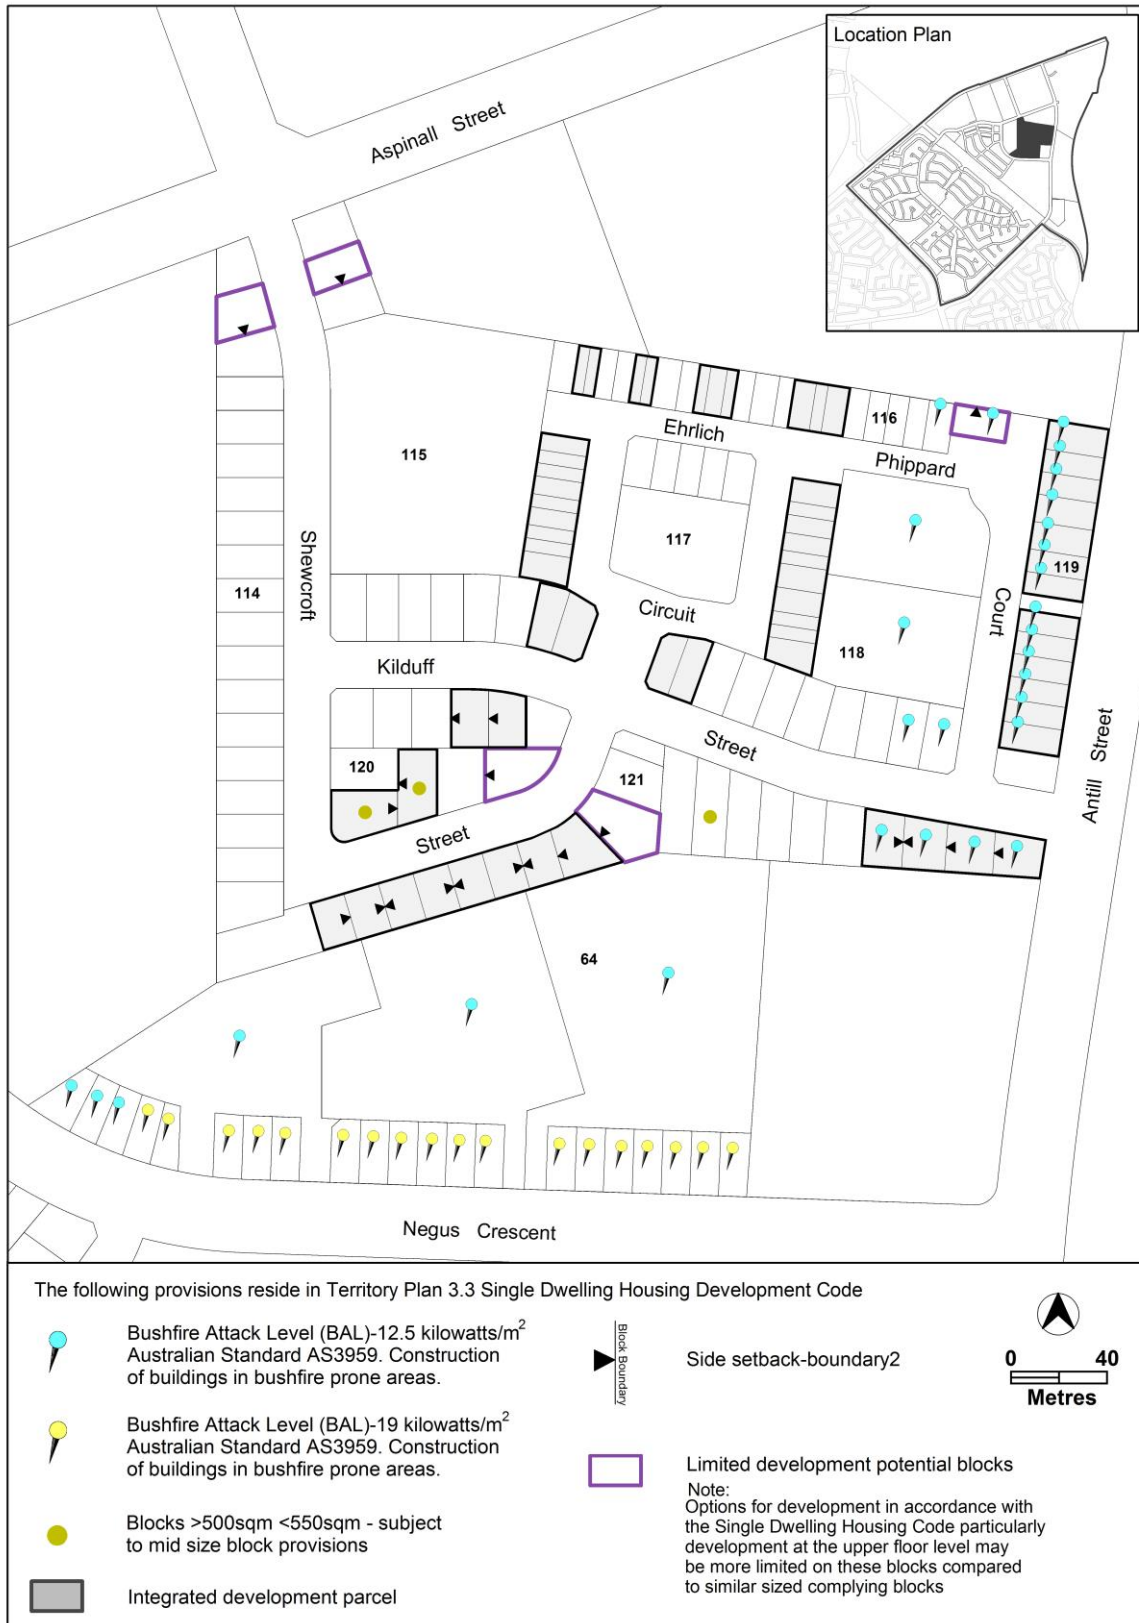 Location Plan
Aspinall Street
Ehrlich
116
Phippard
115
117
119
Shewcroft
114
Circuit
Court
118
Kilduff
Street
120
121
Street
Antill Street
64
Negus Crescent
The following provisions reside in Territory Plan 3.3 Single Dwelling Housing Development Code
Bushfire Attack Level (BAL)-12.5 kilowatts/m²
Australian Standard AS3959. Construction
of buildings in bushfire prone areas.
Bushfire Attack Level (BAL)-19 kilowatts/m²
Australian Standard AS3959. Construction
of buildings in bushfire prone areas.
Blocks >500sqm <550sqm - subject
to mid size block provisions
Integrated development parcel
Block Boundary
Side setback-boundary2
0 40
Metres
Limited development potential blocks
Note:
Options for development in accordance with
the Single Dwelling Housing Code particularly
development at the upper floor level may
be more limited on these blocks compared
to similar sized complying blocks